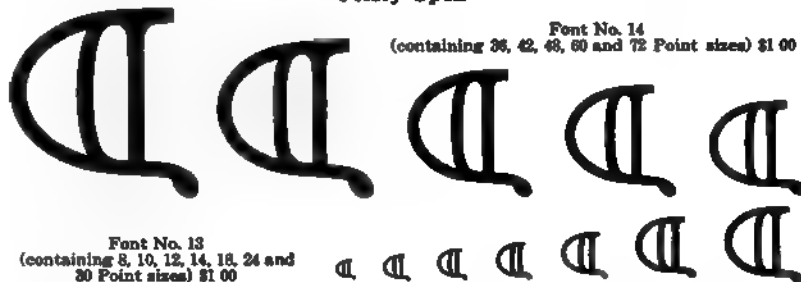 Font No. 14
(containing 36, 42, 48, 60 and 72 Point sizes) $1 00
Font No. 13
(containing 8, 10, 12, 14, 18, 24 and
30 Point sizes) $1 00